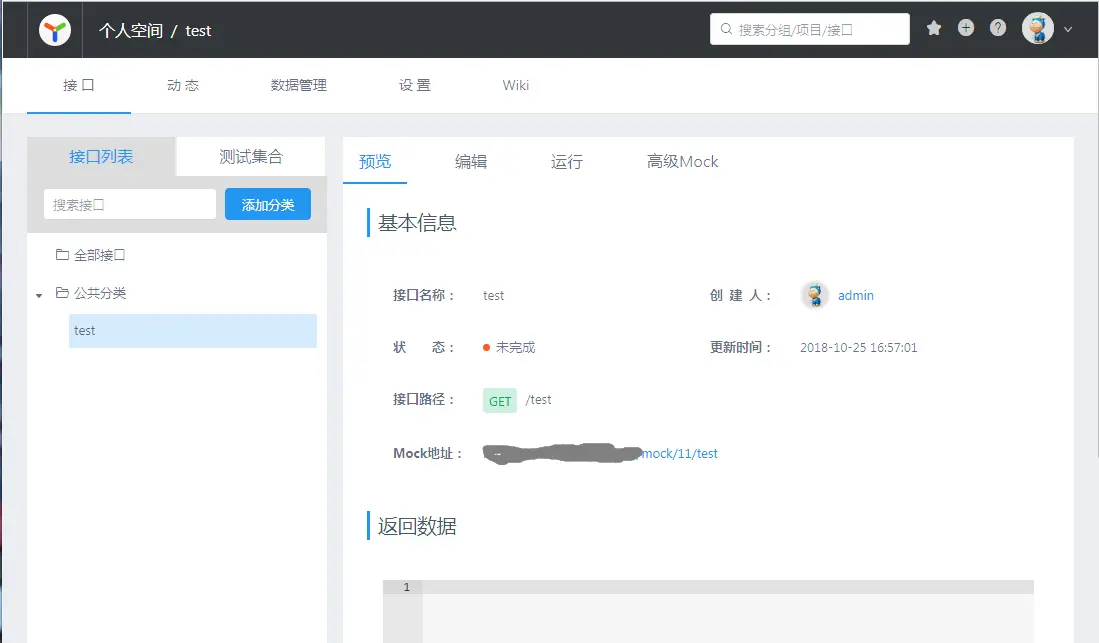 个人空间 / test
搜索分组/项目/接口
接口 动态 数据管理 设置 Wiki
接口列表 测试集合
搜索接口 添加分类
全部接口
公共分类
test
预览 编辑 运行 高级Mock
基本信息
接口名称： test 创建人： admin
状态： 未完成 更新时间： 2018-10-25 16:57:01
接口路径： GET /test
Mock地址： mock/11/test
返回数据
1